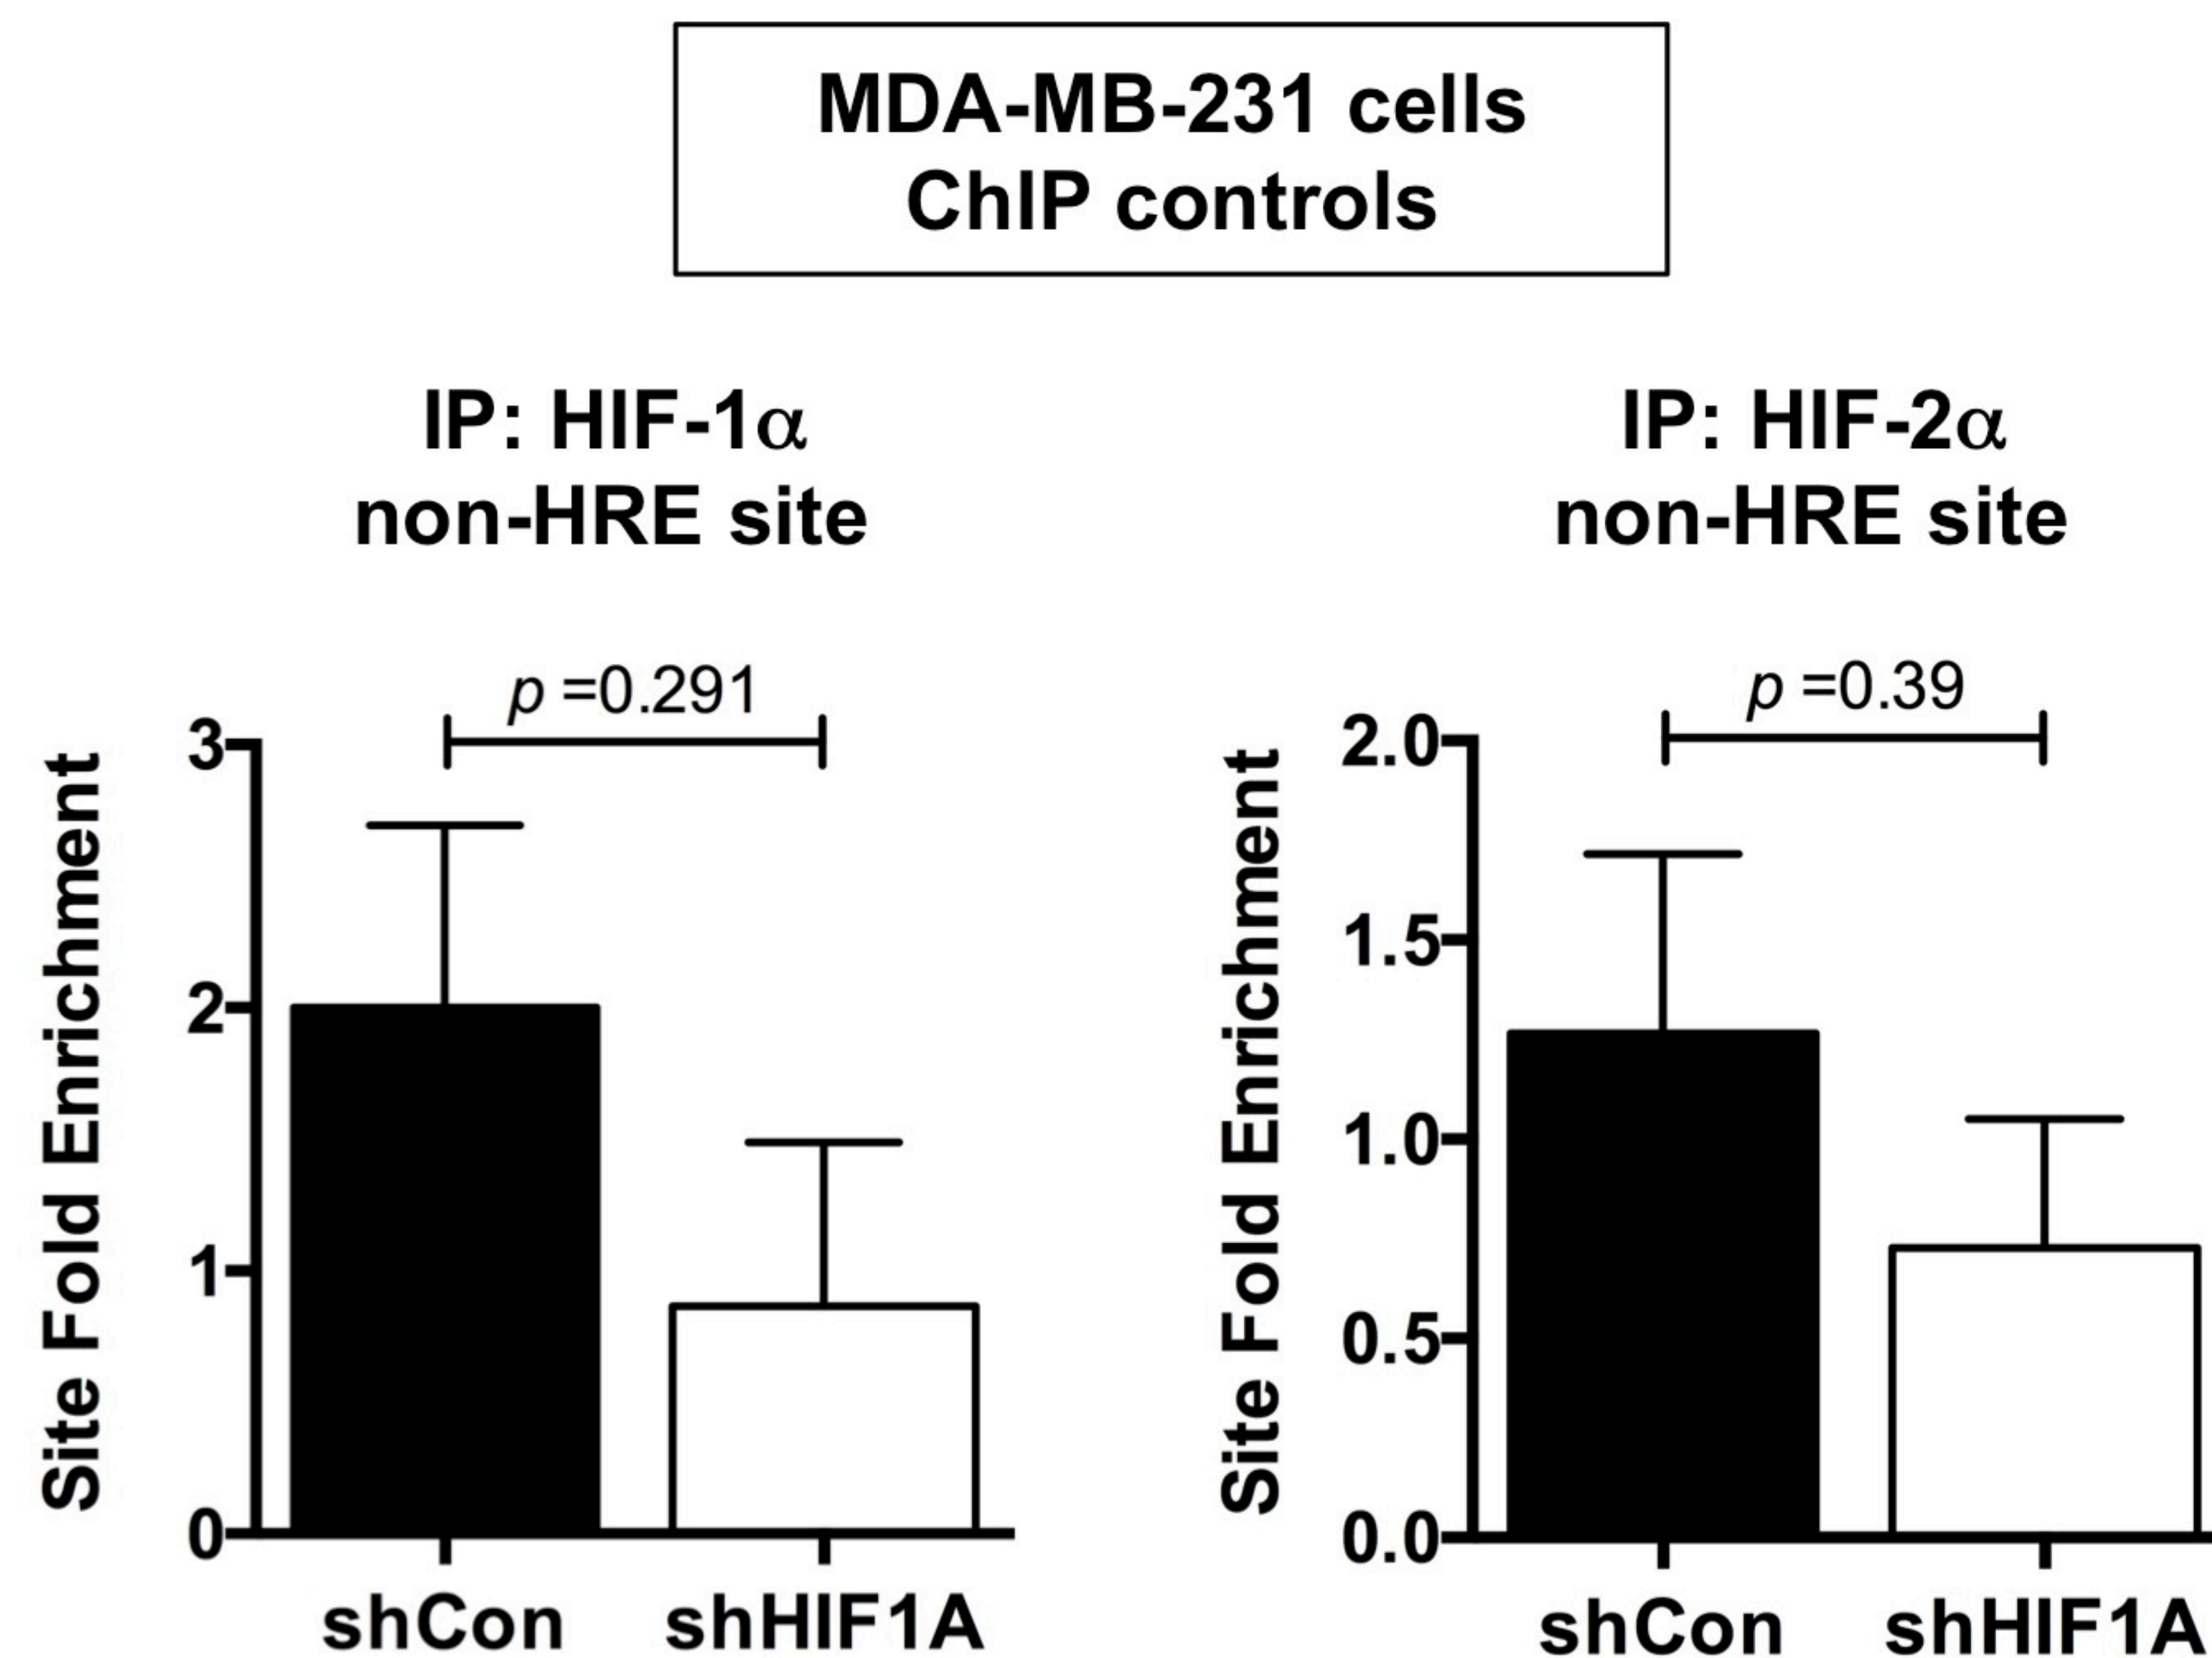 MDA-MB-231 cells
ChIP controls
IP: HIF-1α
non-HRE site
p =0.291
Site Fold Enrichment
3
2
1
0
shCon
shHIF1A
IP: HIF-2α
non-HRE site
p =0.39
Site Fold Enrichment
2.0
1.5
1.0
0.5
0.0
shCon
shHIF1A